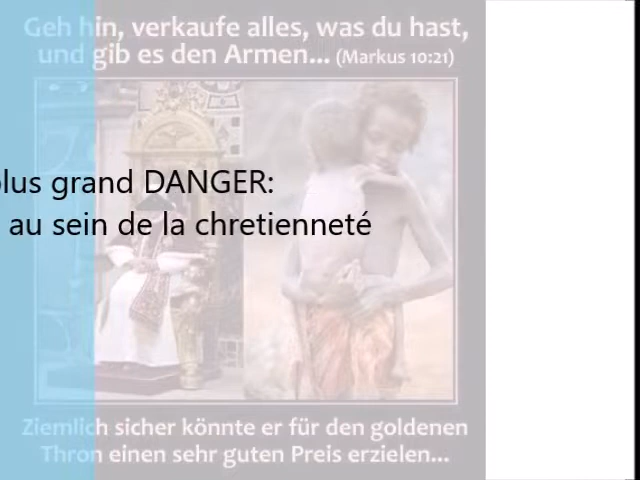 Geh hin, verkaufe alles, was du hast,
und gib es den Armen... (Markus 10:21)
plus grand DANGER:
au sein de la chretienneté
Ziemlich sicher könnte er für den goldenen
Thron einen sehr guten Preis erzielen...